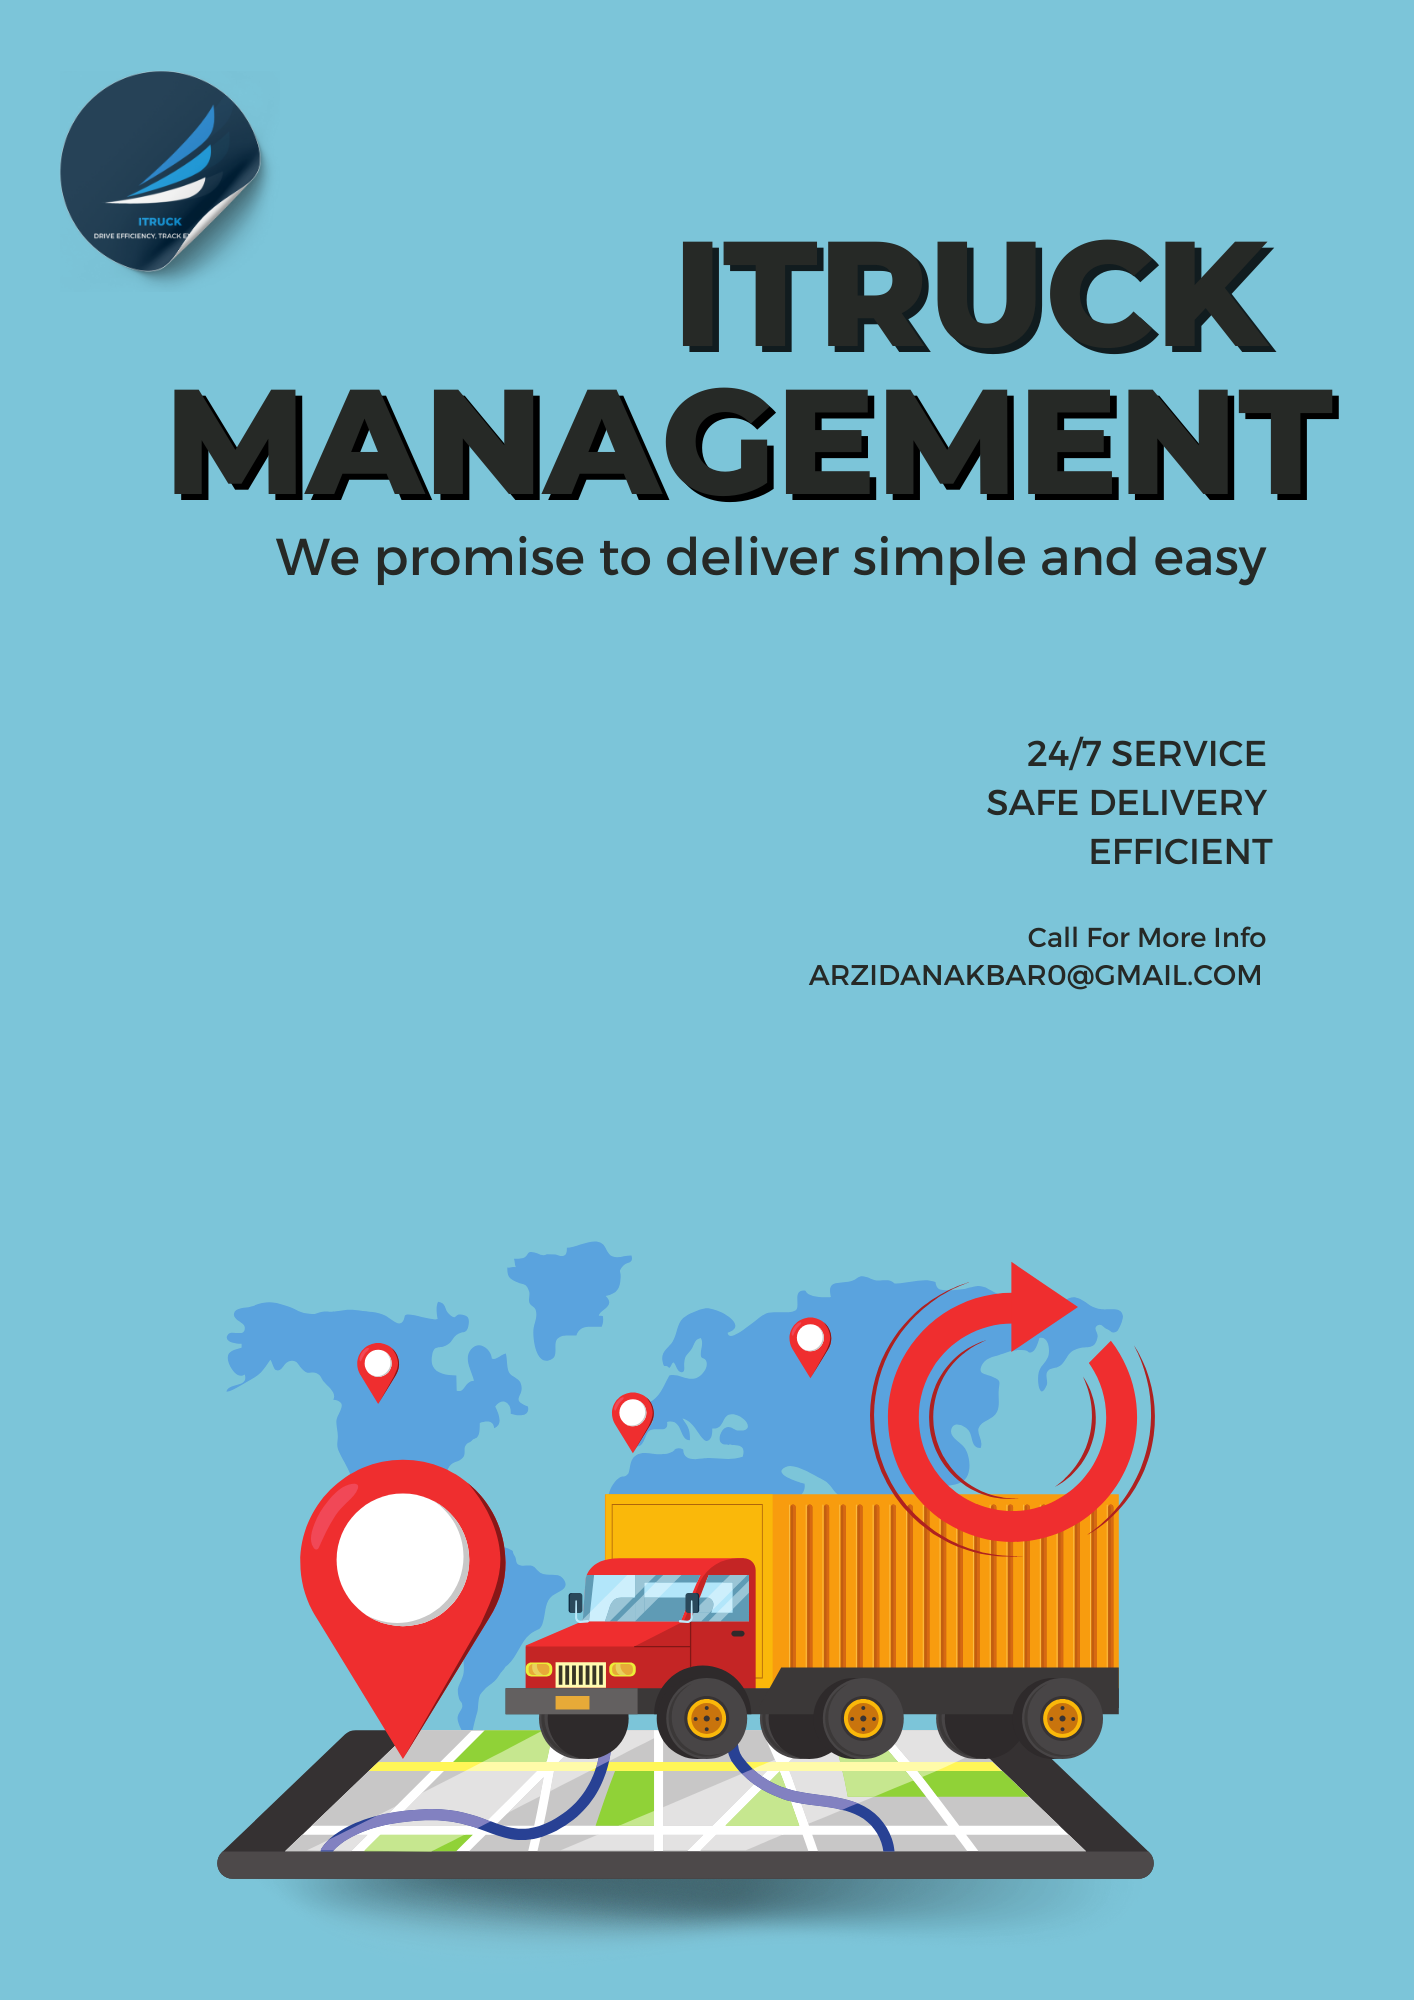 ITRUCK
DRIVE EFFICIENCY, TRACK
ITRUCK
MANAGEMENT
We promise to deliver simple and easy
24/7 SERVICE
SAFE DELIVERY
EFFICIENT
Call For More Info
ARZIDANAKBAR0@GMAIL.COM